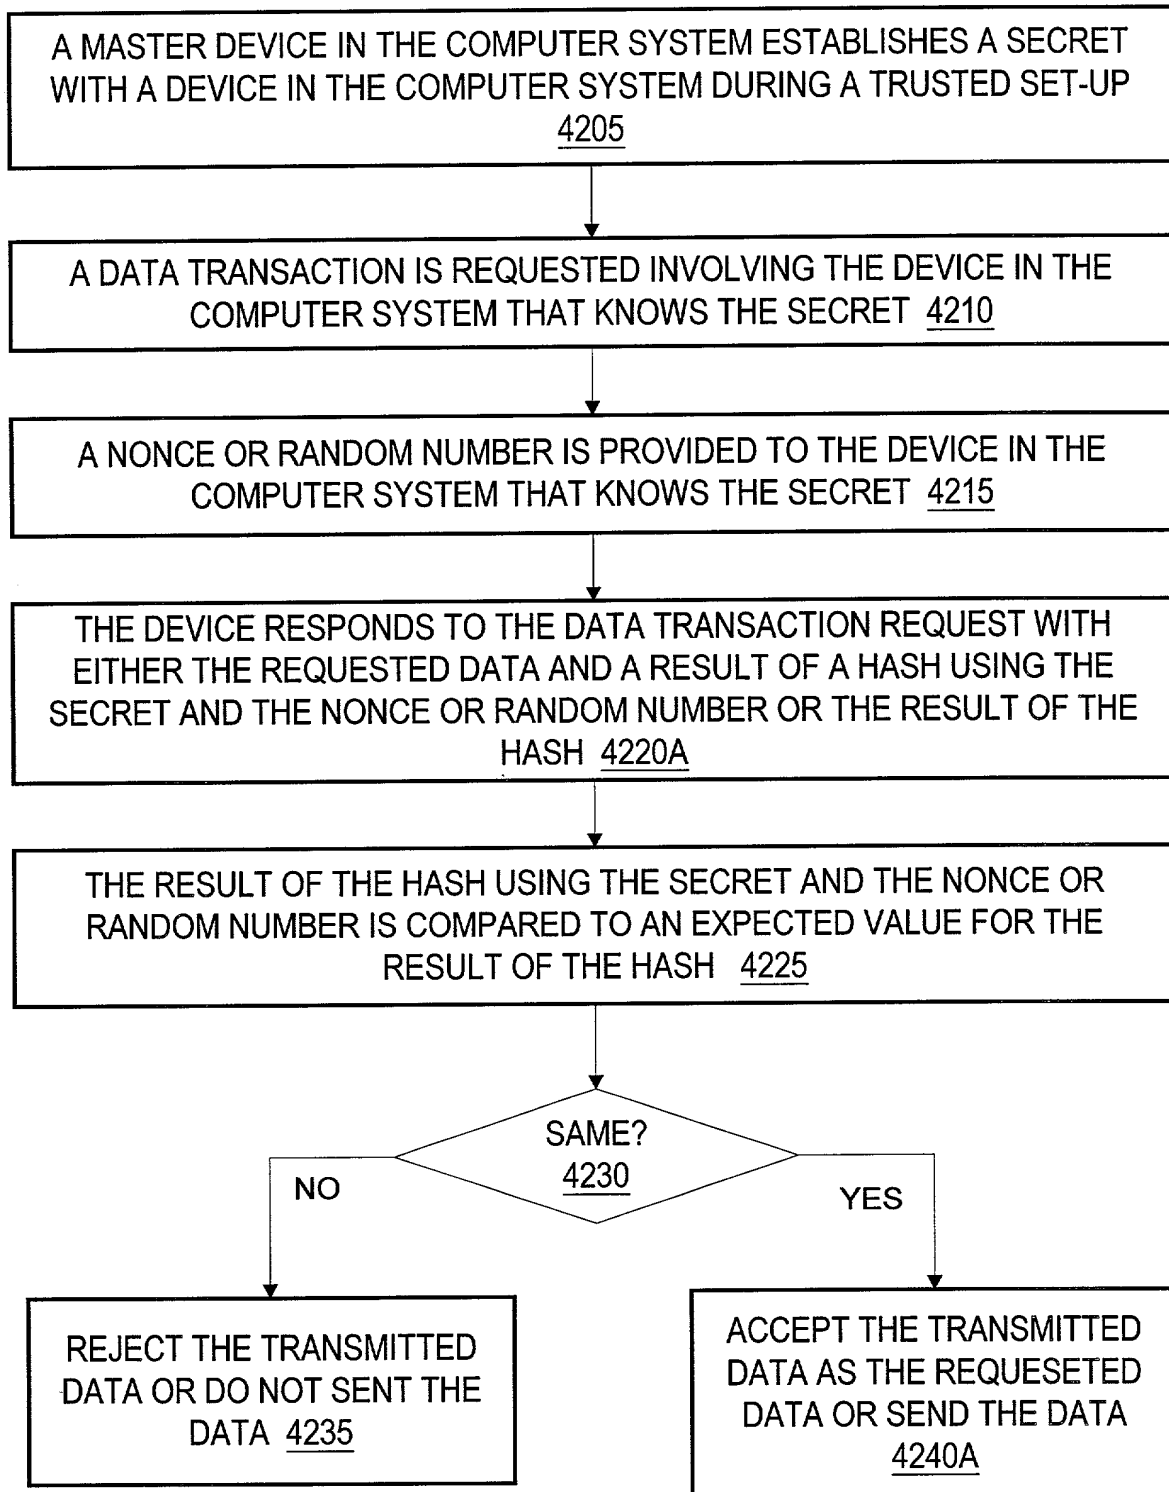 A MASTER DEVICE IN THE COMPUTER SYSTEM ESTABLISHES A SECRET
WITH A DEVICE IN THE COMPUTER SYSTEM DURING A TRUSTED SET-UP
4205
A DATA TRANSACTION IS REQUESTED INVOLVING THE DEVICE IN THE
COMPUTER SYSTEM THAT KNOWS THE SECRET 4210
A NONCE OR RANDOM NUMBER IS PROVIDED TO THE DEVICE IN THE
COMPUTER SYSTEM THAT KNOWS THE SECRET 4215
THE DEVICE RESPONDS TO THE DATA TRANSACTION REQUEST WITH
EITHER THE REQUESTED DATA AND A RESULT OF A HASH USING THE
SECRET AND THE NONCE OR RANDOM NUMBER OR THE RESULT OF THE
HASH 4220A
THE RESULT OF THE HASH USING THE SECRET AND THE NONCE OR
RANDOM NUMBER IS COMPARED TO AN EXPECTED VALUE FOR THE
RESULT OF THE HASH 4225
SAME?
4230
NO
YES
REJECT THE TRANSMITTED
DATA OR DO NOT SENT THE
DATA 4235
ACCEPT THE TRANSMITTED
DATA AS THE REQUESETED
DATA OR SEND THE DATA
4240A